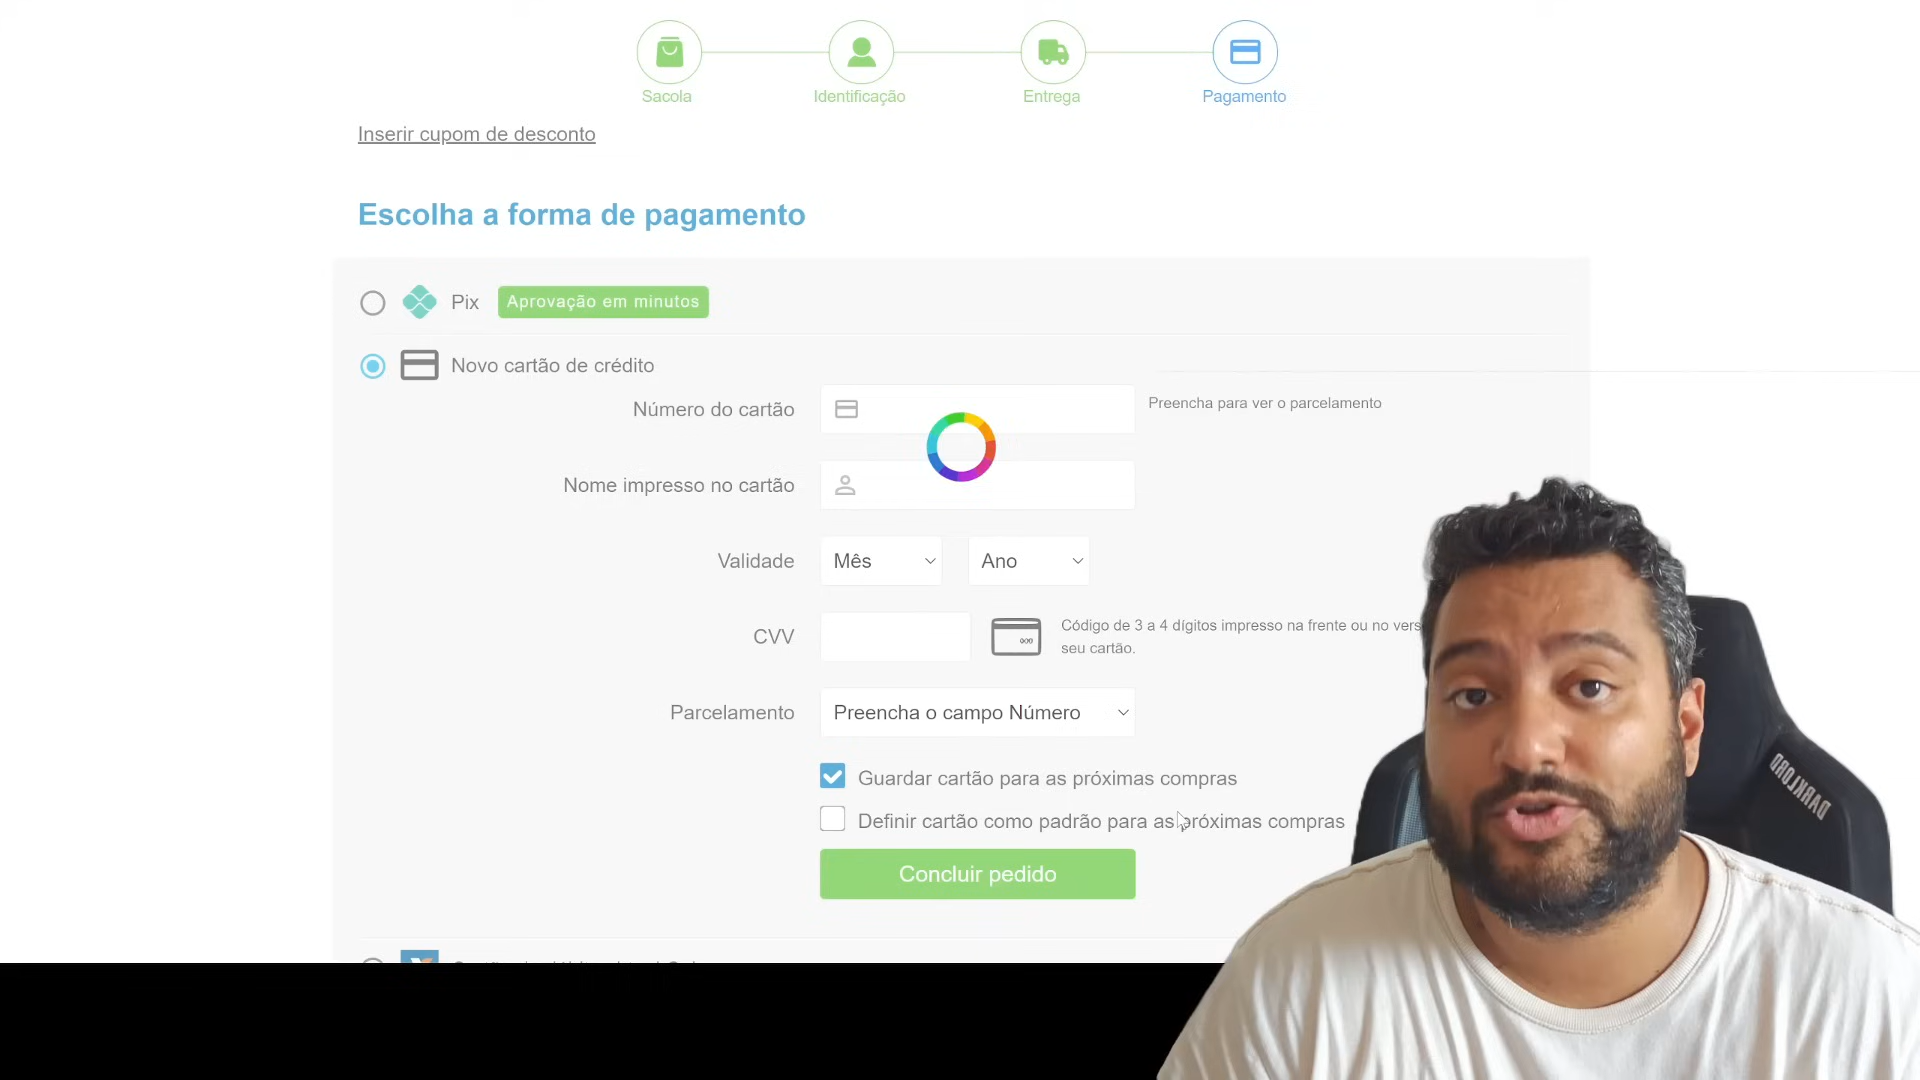 Sacola
Identificação
Entrega
Pagamento
Inserir cupom de desconto
Escolha a forma de pagamento
Pix
Aprovação em minutos
Novo cartão de crédito
Número do cartão
Preencha para ver o parcelamento
Nome impresso no cartão
Validade
Mês
Ano
CVV
Código de 3 a 4 dígitos impresso na frente ou no vers
seu cartão.
Parcelamento
Preencha o campo Número
Guardar cartão para as próximas compras
Definir cartão como padrão para as próximas compras
Concluir pedido
DARKLORD